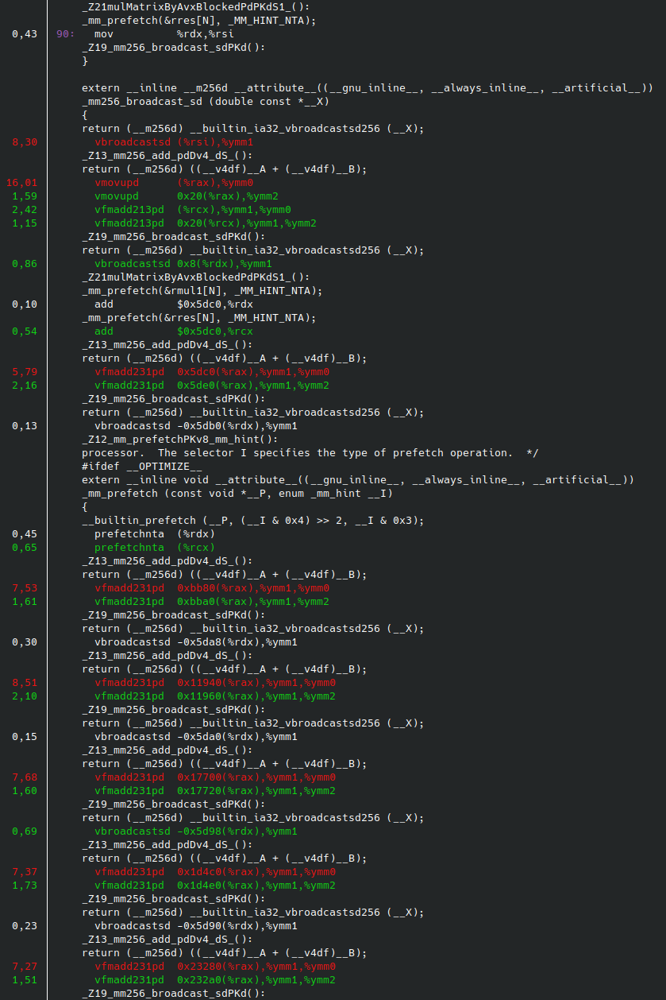 _Z21mulMatrixByAvxBlockedPdPKdS1_():
_mm_prefetch(&rres[N], _MM_HINT_NTA);
0,43 90: mov %rdx,%rsi
_Z19_mm256_broadcast_sdPKd():
}
extern __inline __m256d __attribute__((__gnu_inline__, __always_inline__, __artificial__))
_mm256_broadcast_sd (double const *__X)
{
return (__m256d) __builtin_ia32_vbroadcastsd256 (__X);
8,30 vbroadcastsd (%rsi),%ymm1
_Z13_mm256_add_pdDv4_dS_():
return (__m256d) ((__v4df)__A + (__v4df)__B);
16,01 vmovupd (%rax),%ymm0
1,59 vmovupd 0x20(%rax),%ymm2
2,42 vfmadd213pd (%rcx),%ymm1,%ymm0
1,15 vfmadd213pd 0x20(%rcx),%ymm1,%ymm2
_Z19_mm256_broadcast_sdPKd():
return (__m256d) __builtin_ia32_vbroadcastsd256 (__X);
0,86 vbroadcastsd 0x8(%rdx),%ymm1
_Z21mulMatrixByAvxBlockedPdPKdS1_():
_mm_prefetch(&rmul1[N], _MM_HINT_NTA);
0,10 add $0x5dc0,%rdx
_mm_prefetch(&rres[N], _MM_HINT_NTA);
0,54 add $0x5dc0,%rcx
_Z13_mm256_add_pdDv4_dS_():
return (__m256d) ((__v4df)__A + (__v4df)__B);
5,79 vfmadd231pd 0x5dc0(%rax),%ymm1,%ymm0
2,16 vfmadd231pd 0x5de0(%rax),%ymm1,%ymm2
_Z19_mm256_broadcast_sdPKd():
return (__m256d) __builtin_ia32_vbroadcastsd256 (__X);
0,13 vbroadcastsd -0x5db0(%rdx),%ymm1
_Z12_mm_prefetchPKv8_mm_hint():
processor.  The selector I specifies the type of prefetch operation.  */
#ifdef __OPTIMIZE__
extern __inline void __attribute__((__gnu_inline__, __always_inline__, __artificial__))
_mm_prefetch (const void *__P, enum _mm_hint __I)
{
__builtin_prefetch (__P, (__I & 0x4) >> 2, __I & 0x3);
0,45 prefetchnta (%rdx)
0,65 prefetchnta (%rcx)
_Z13_mm256_add_pdDv4_dS_():
return (__m256d) ((__v4df)__A + (__v4df)__B);
7,53 vfmadd231pd 0xbb80(%rax),%ymm1,%ymm0
1,61 vfmadd231pd 0xbba0(%rax),%ymm1,%ymm2
_Z19_mm256_broadcast_sdPKd():
return (__m256d) __builtin_ia32_vbroadcastsd256 (__X);
0,30 vbroadcastsd -0x5da8(%rdx),%ymm1
_Z13_mm256_add_pdDv4_dS_():
return (__m256d) ((__v4df)__A + (__v4df)__B);
8,51 vfmadd231pd 0x11940(%rax),%ymm1,%ymm0
2,10 vfmadd231pd 0x11960(%rax),%ymm1,%ymm2
_Z19_mm256_broadcast_sdPKd():
return (__m256d) __builtin_ia32_vbroadcastsd256 (__X);
0,15 vbroadcastsd -0x5da0(%rdx),%ymm1
_Z13_mm256_add_pdDv4_dS_():
return (__m256d) ((__v4df)__A + (__v4df)__B);
7,68 vfmadd231pd 0x17700(%rax),%ymm1,%ymm0
1,60 vfmadd231pd 0x17720(%rax),%ymm1,%ymm2
_Z19_mm256_broadcast_sdPKd():
return (__m256d) __builtin_ia32_vbroadcastsd256 (__X);
0,69 vbroadcastsd -0x5d98(%rdx),%ymm1
_Z13_mm256_add_pdDv4_dS_():
return (__m256d) ((__v4df)__A + (__v4df)__B);
7,37 vfmadd231pd 0x1d4c0(%rax),%ymm1,%ymm0
1,73 vfmadd231pd 0x1d4e0(%rax),%ymm1,%ymm2
_Z19_mm256_broadcast_sdPKd():
return (__m256d) __builtin_ia32_vbroadcastsd256 (__X);
0,23 vbroadcastsd -0x5d90(%rdx),%ymm1
_Z13_mm256_add_pdDv4_dS_():
return (__m256d) ((__v4df)__A + (__v4df)__B);
7,27 vfmadd231pd 0x23280(%rax),%ymm1,%ymm0
1,51 vfmadd231pd 0x232a0(%rax),%ymm1,%ymm2
_Z19_mm256_broadcast_sdPKd():